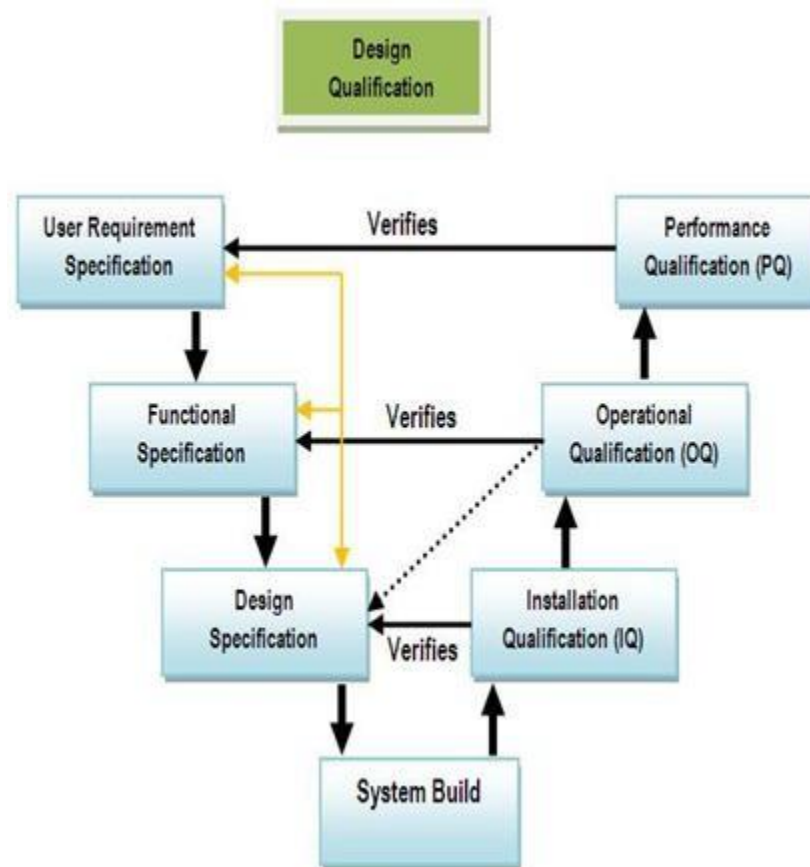 Design
Qualification
User Requirement
Specification
Verifies
Performance
Qualification (PQ)
Functional
Specification
Verifies
Operational
Qualification (OQ)
Design
Specification
Verifies
Installation
Qualification (IQ)
System Build